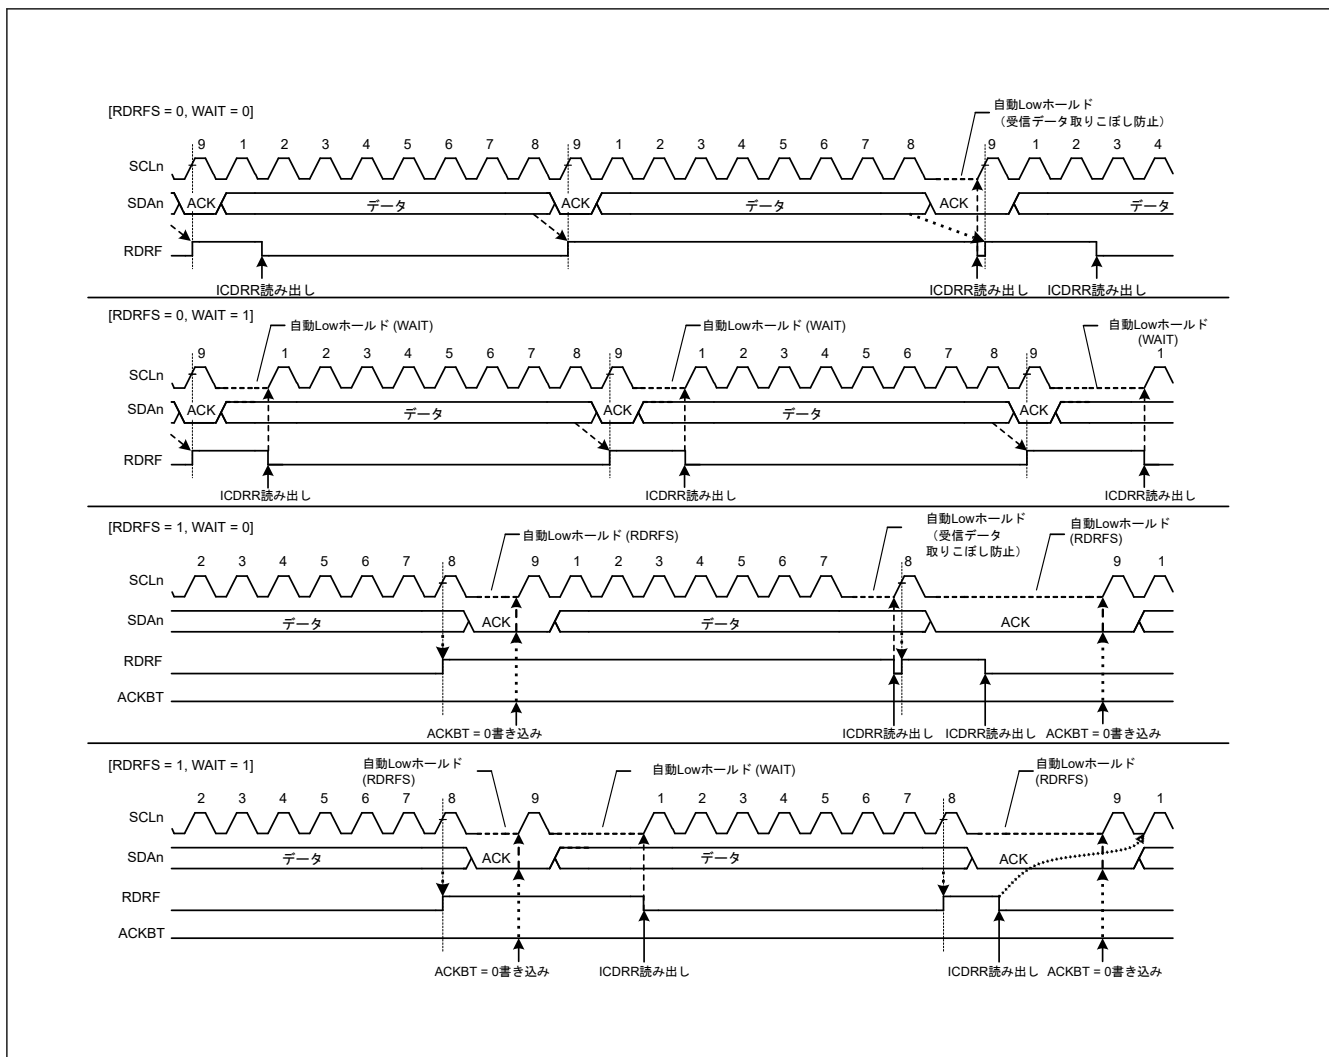 [RDRFS = 0, WAIT = 0]
自動Lowホールド
（受信データ取りこぼし防止）
9 1 2 3 4 5 6 7 8 9 1 2 3 4 5 6 7 8 9 1 2 3 4
SCLn
SDAn ACK データ ACK データ ACK データ
RDRF
ICDRR読み出し ICDRR読み出し ICDRR読み出し
[RDRFS = 0, WAIT = 1]
自動Lowホールド (WAIT) 自動Lowホールド (WAIT) 自動Lowホールド
(WAIT)
9 1 2 3 4 5 6 7 8 9 1 2 3 4 5 6 7 8 9 1
SCLn
SDAn ACK データ ACK データ ACK
RDRF
ICDRR読み出し ICDRR読み出し ICDRR読み出し
[RDRFS = 1, WAIT = 0]
自動Lowホールド (RDRFS)
自動Lowホールド
（受信データ
取りこぼし防止）
自動Lowホールド
(RDRFS)
2 3 4 5 6 7 8 9 1 2 3 4 5 6 7 8 9 1
SCLn
SDAn データ ACK データ ACK
RDRF
ACKBT
ACKBT = 0書き込み ICDRR読み出し ICDRR読み出し ACKBT = 0書き込み
[RDRFS = 1, WAIT = 1]
自動Lowホールド
(RDRFS)
自動Lowホールド (WAIT)
自動Lowホールド
(RDRFS)
2 3 4 5 6 7 8 9 1 2 3 4 5 6 7 8 9 1
SCLn
SDAn データ ACK データ ACK
RDRF
ACKBT
ACKBT = 0書き込み ICDRR読み出し ICDRR読み出し ACKBT = 0書き込み